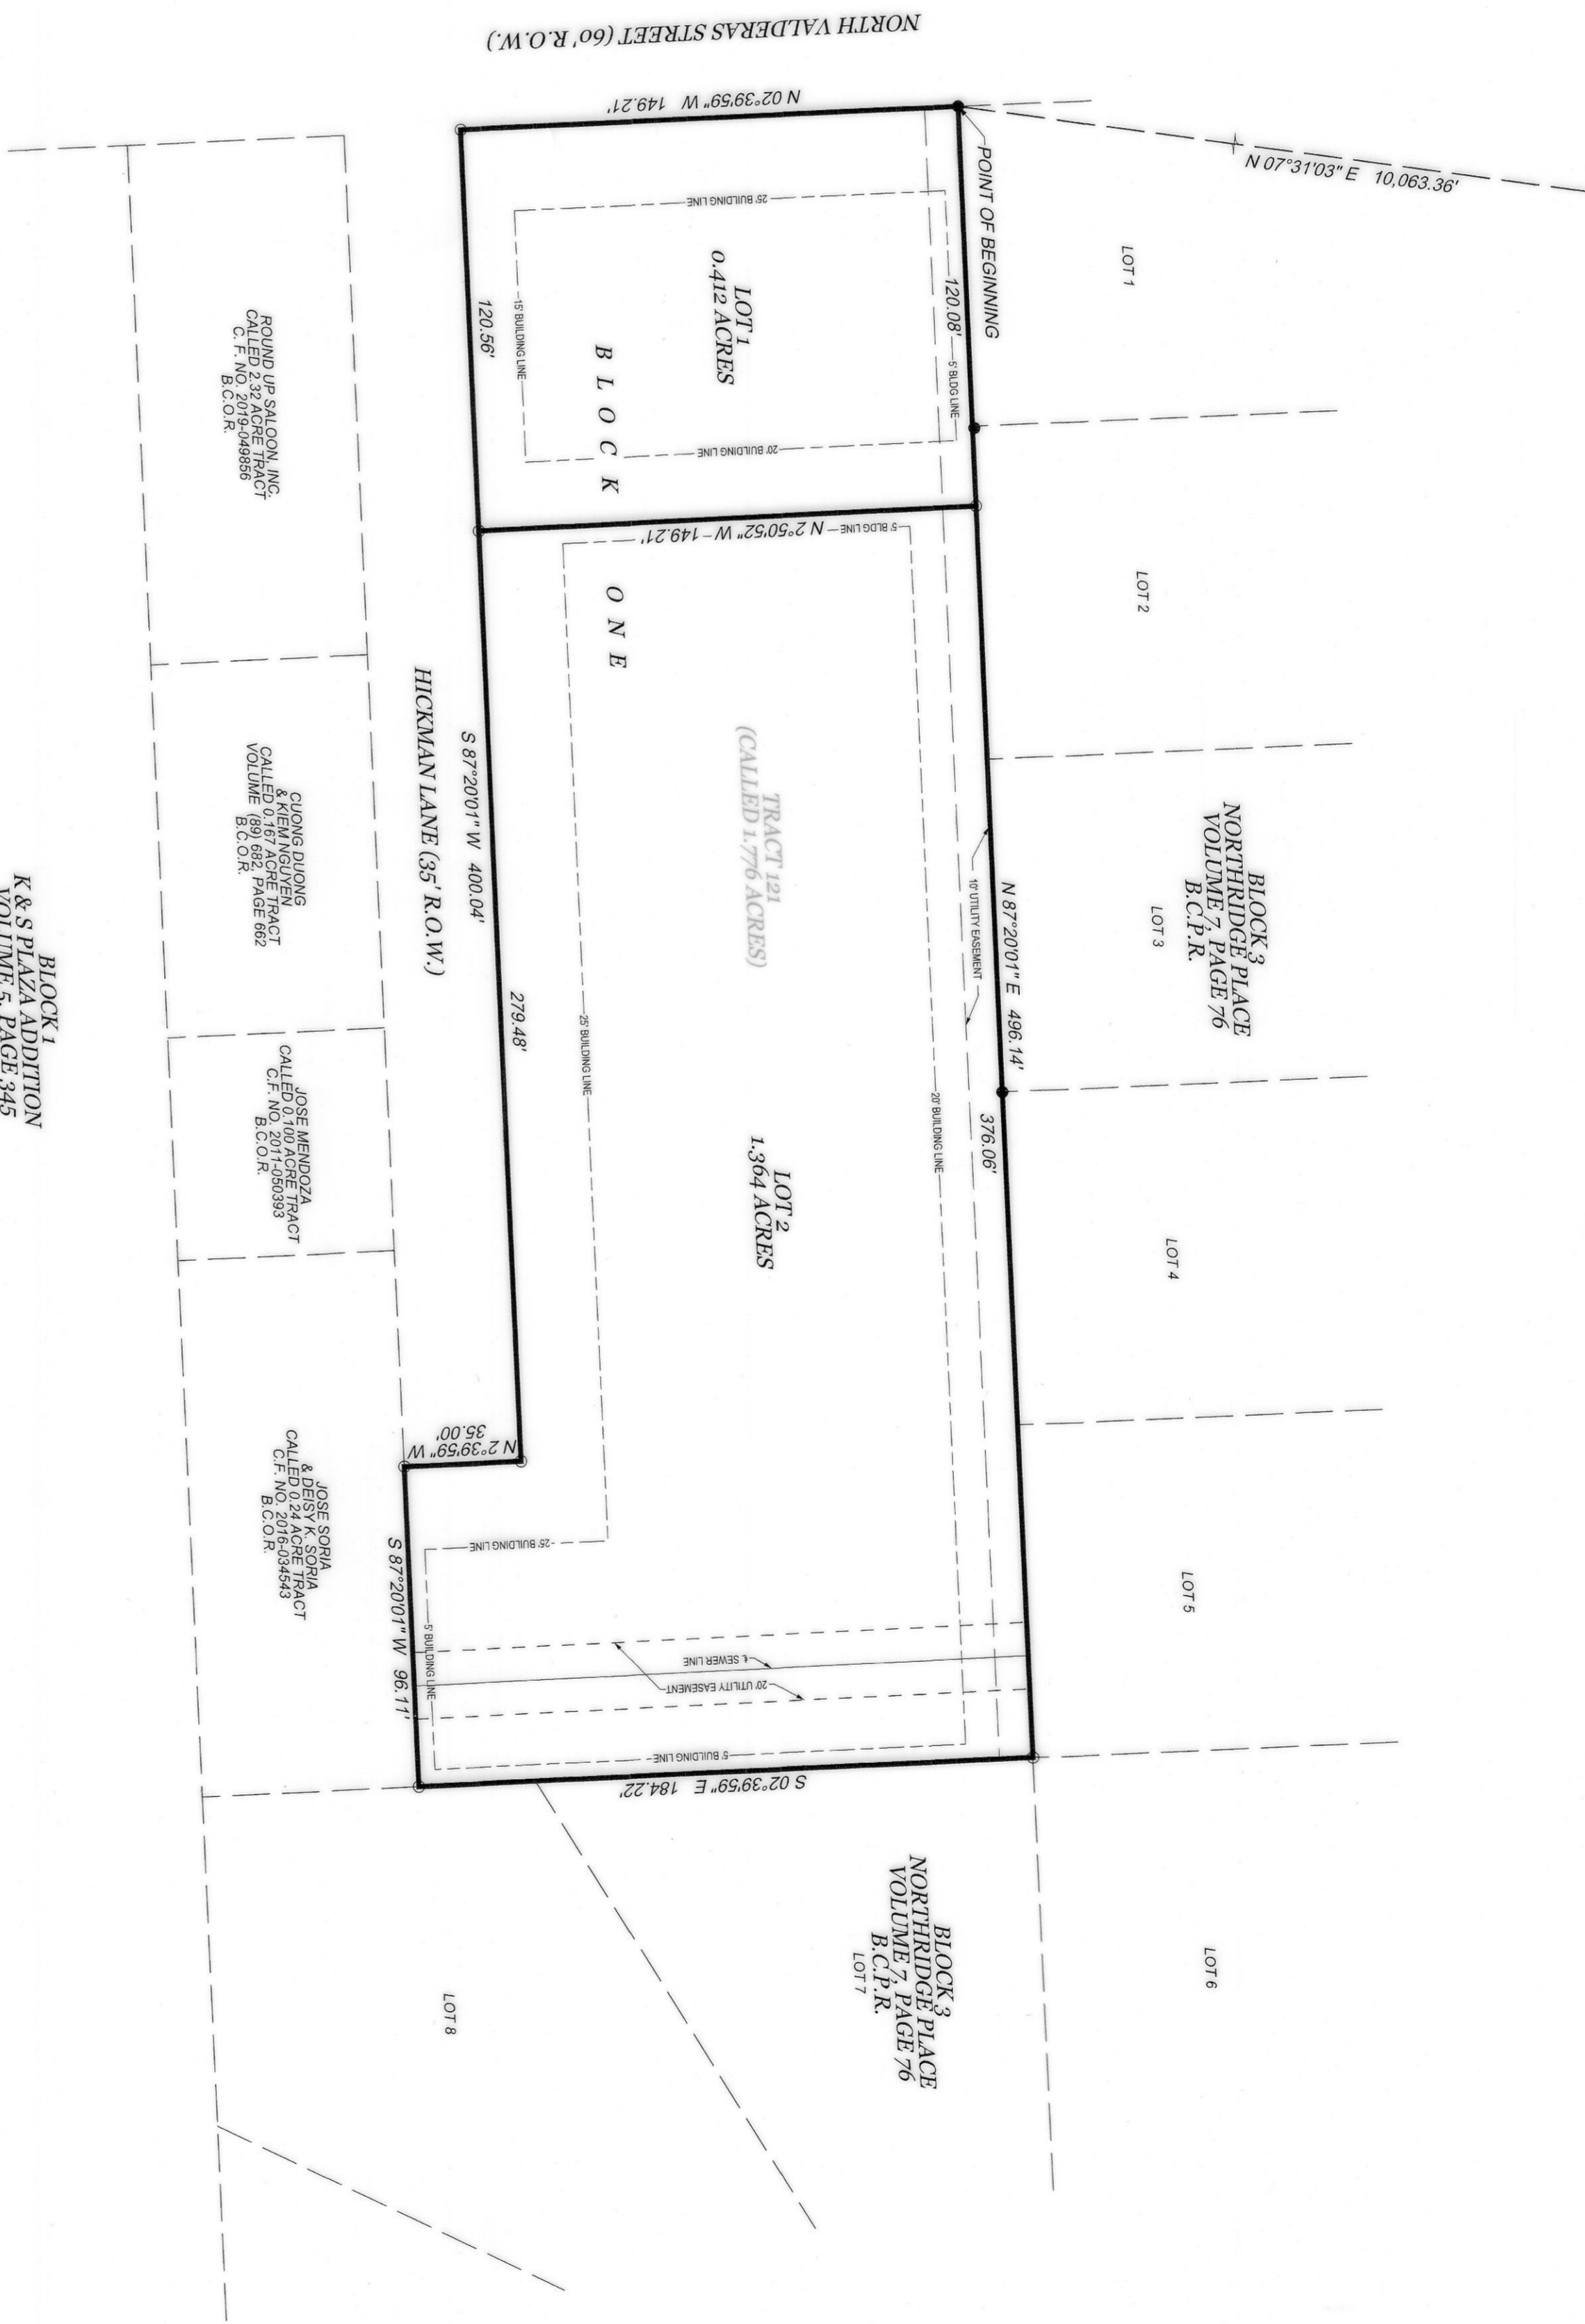 NORTH VALDERAS STREET (60' R.O.W.)
N 02°39'59" W 149.21'
POINT OF BEGINNING
N 07°31'03" E 10,063.36'
LOT 1
LOT 2
LOT 3
LOT 4
LOT 5
LOT 6
BLOCK 3
NORTHRIDGE PLACE
VOLUME 7, PAGE 76
B.C.P.R.
N 87°20'01" E 496.14'
120.08'
376.06'
5' BLDG LINE
25' BUILDING LINE
LOT 1
0.412 ACRES
15' BUILDING LINE
20' BUILDING LINE
120.56'
BLOCK
ONE
N 2°50'52" W 149.21'
5' BLDG LINE
10' UTILITY EASEMENT
20' BUILDING LINE
TRACT 121
(CALLED 1.776 ACRES)
LOT 2
1.364 ACRES
25' BUILDING LINE
279.48'
S 87°20'01" W 400.04'
HICKMAN LANE (35' R.O.W.)
N 2°39'59" W
35.00'
25' BUILDING LINE
5' BUILDING LINE
S 87°20'01" W 96.11'
℄ SEWER LINE
20' UTILITY EASEMENT
5' BUILDING LINE
S 02°39'59" E 184.22'
BLOCK 3
NORTHRIDGE PLACE
VOLUME 7, PAGE 76
B.C.P.R.
LOT 7
LOT 8
ROUND UP SALOON, INC.
CALLED 2.32 ACRE TRACT
C. F. NO. 2019-049856
B.C.O.R.
CUONG DUONG
& KIEM NGUYEN
CALLED 0.167 ACRE TRACT
VOLUME (89) 682, PAGE 662
B.C.O.R.
JOSE MENDOZA
CALLED 0.100 ACRE TRACT
C.F. NO. 2011-050393
B.C.O.R.
JOSE SORIA
& DEISY K. SORIA
CALLED 0.24 ACRE TRACT
C.F. NO. 2016-034543
B.C.O.R.
BLOCK 1
K & S PLAZA ADDITION
VOLUME 5, PAGE 345